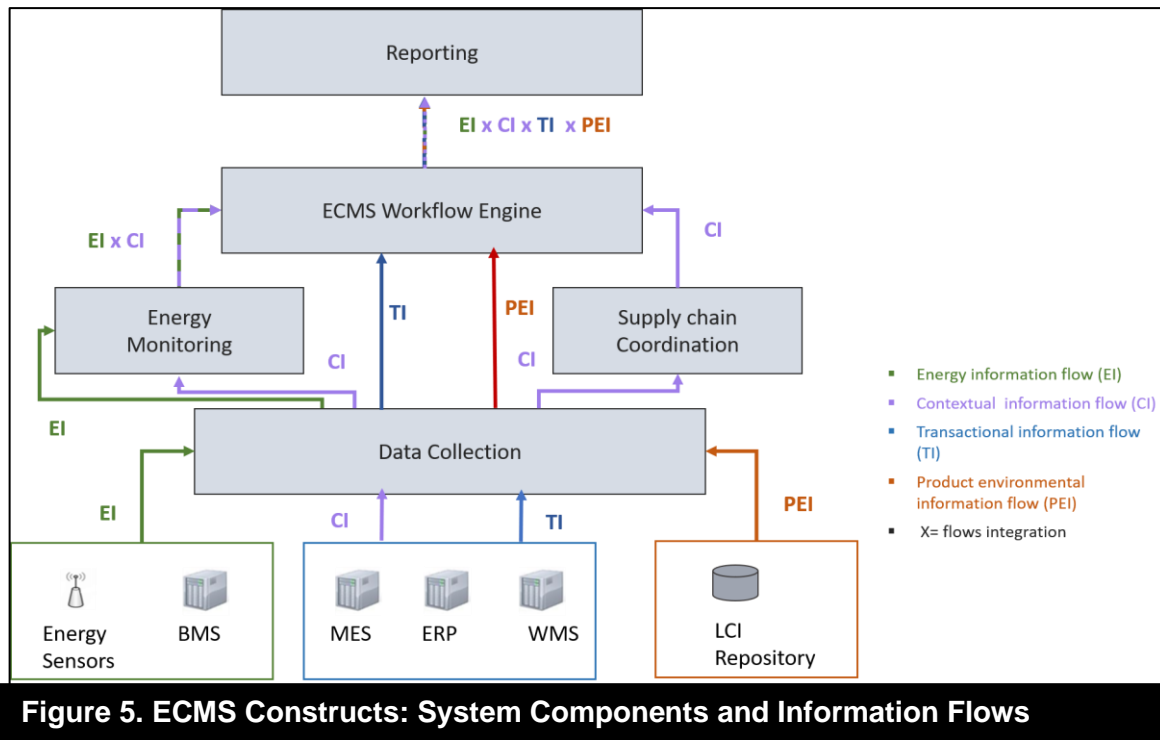 Reporting
EI x CI x TI x PEI
ECMS Workflow Engine
EI x CI
CI
TI
PEI
Energy
Monitoring
Supply chain
Coordination
CI
CI
EI
Data Collection
EI
CI
TI
PEI
Energy
Sensors
BMS
MES
ERP
WMS
LCI
Repository
▪ Energy information flow (EI)
▪ Contextual information flow (CI)
▪ Transactional information flow
(TI)
▪ Product environmental
information flow (PEI)
▪ X= flows integration
Figure 5. ECMS Constructs: System Components and Information Flows